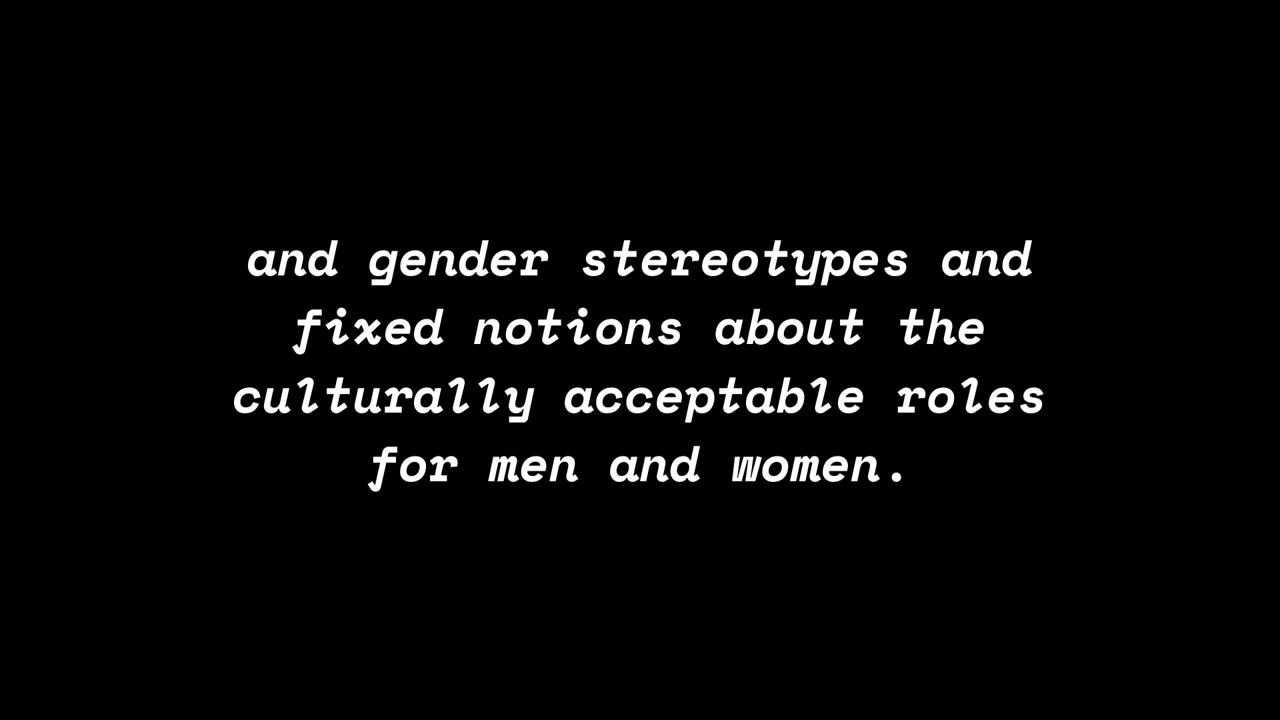 and gender stereotypes and
fixed notions about the
culturally acceptable roles
for men and women.